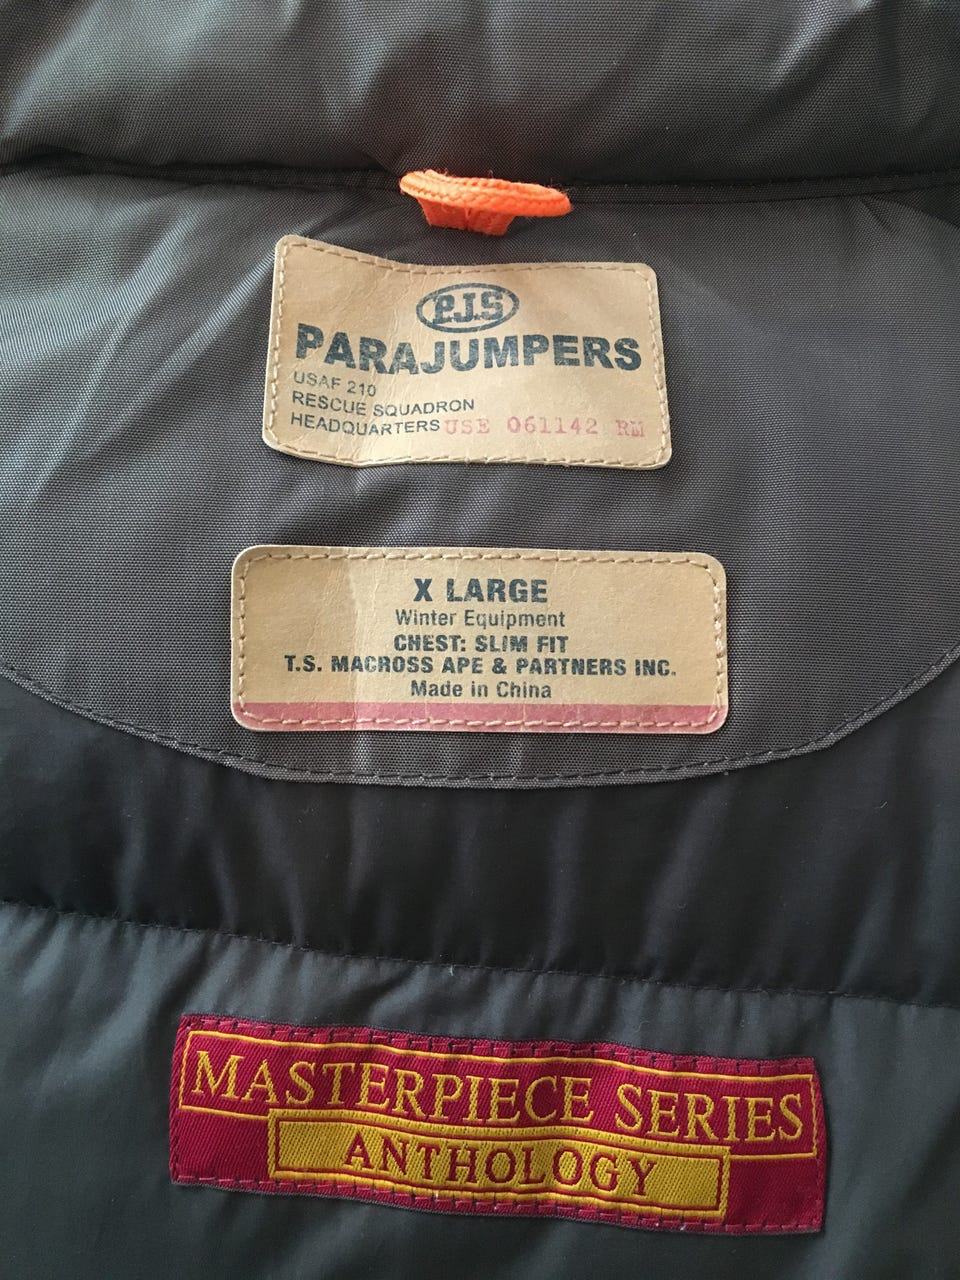 P.J.S
PARAJUMPERS
USAF 210
RESCUE SQUADRON
HEADQUARTERS USE 061142 RM
X LARGE
Winter Equipment
CHEST: SLIM FIT
T.S. MACROSS APE & PARTNERS INC.
Made in China
MASTERPIECE SERIES
ANTHOLOGY